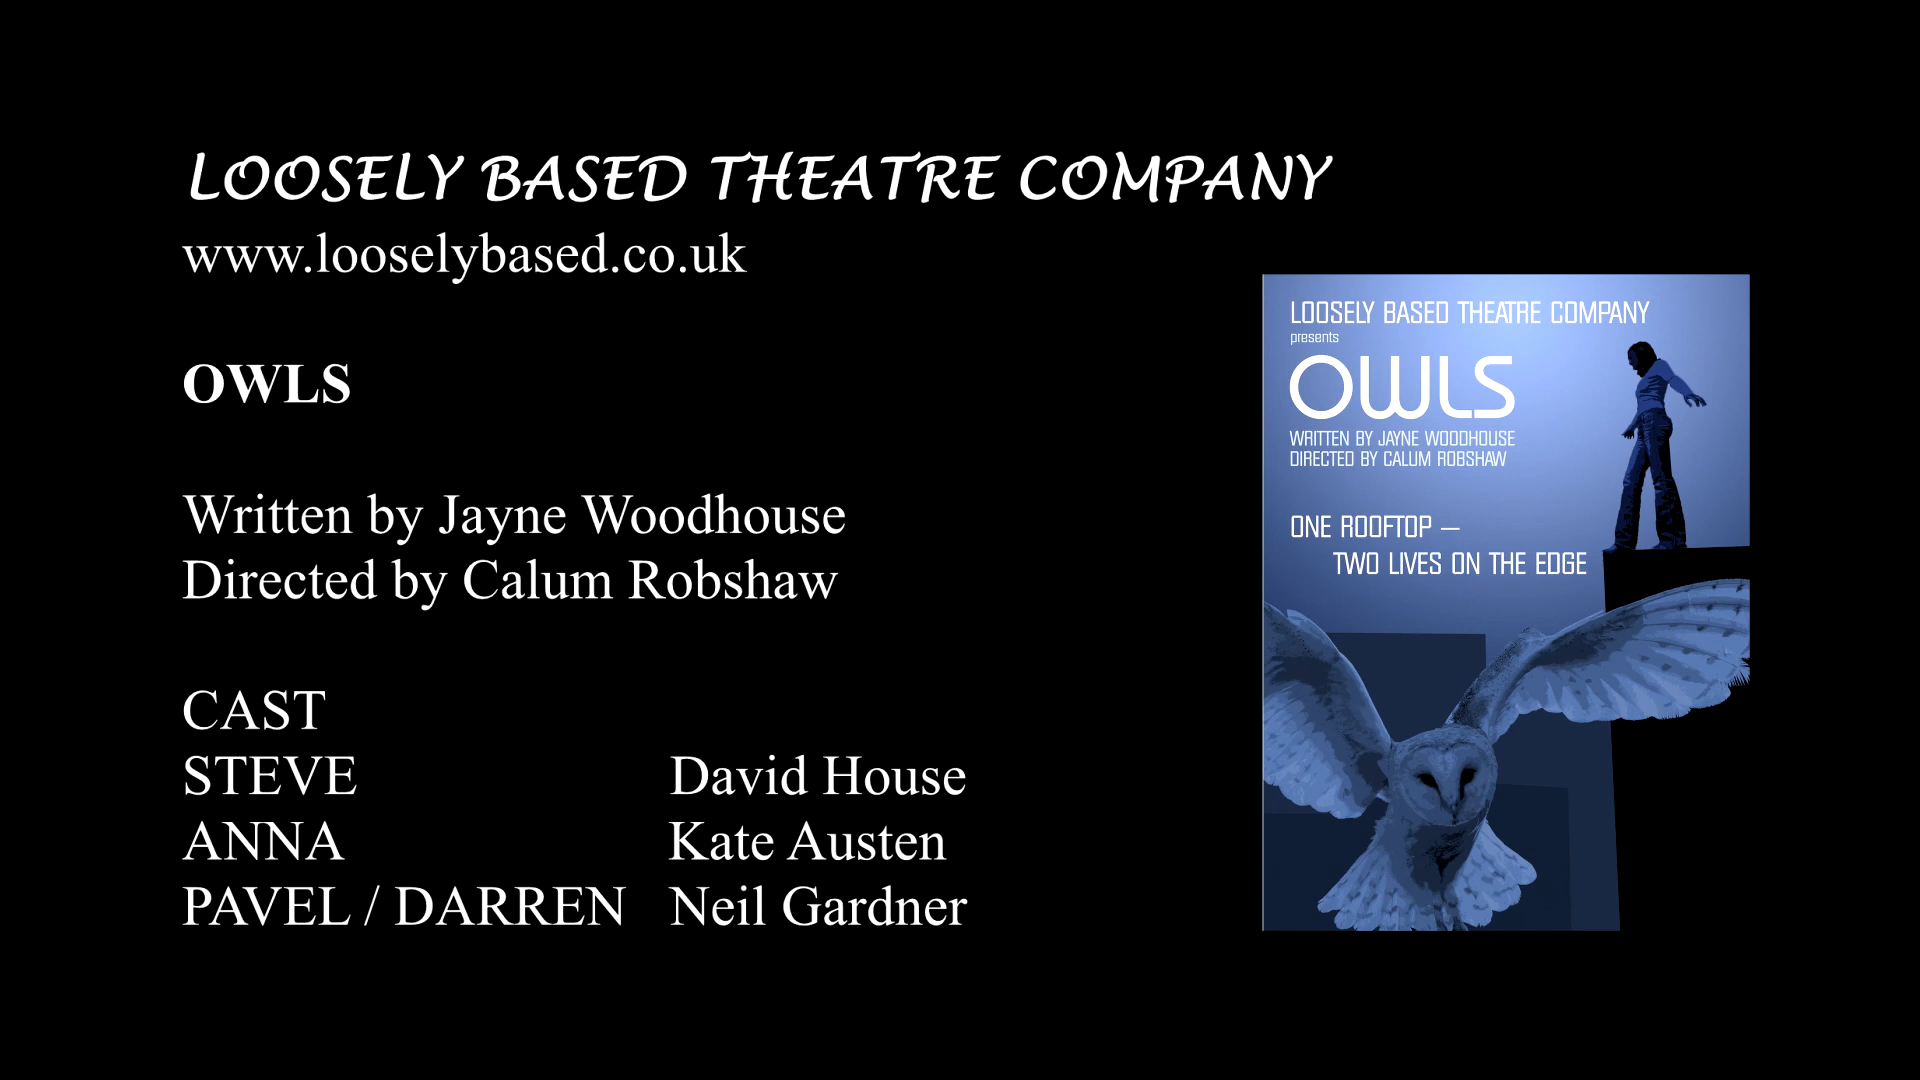 LOOSELY BASED THEATRE COMPANY
www.looselybased.co.uk
OWLS
Written by Jayne Woodhouse
Directed by Calum Robshaw
CAST
STEVE David House
ANNA Kate Austen
PAVEL / DARREN Neil Gardner
LOOSELY BASED THEATRE COMPANY
presents
OWLS
WRITTEN BY JAYNE WOODHOUSE
DIRECTED BY CALUM ROBSHAW
ONE ROOFTOP –
TWO LIVES ON THE EDGE